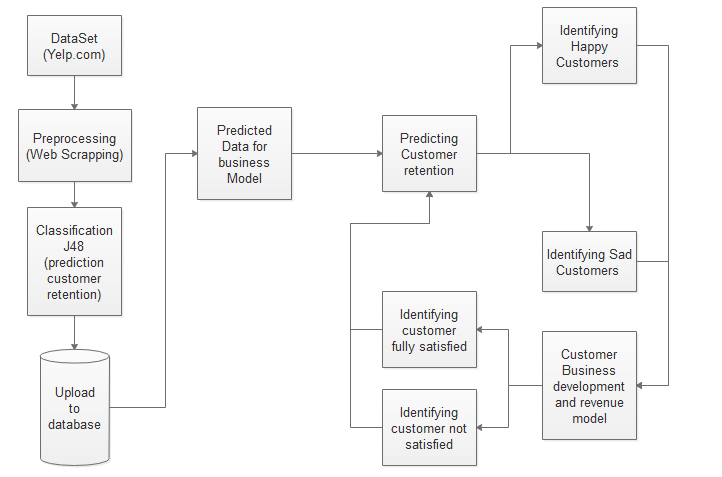 DataSet
(Yelp.com)
Preprocessing
(Web Scrapping)
Classification
J48
(prediction
customer
retention)
Upload
to
database
Predicted
Data for
business
Model
Predicting
Customer
retention
Identifying
Happy
Customers
Identifying Sad
Customers
Customer
Business
development
and revenue
model
Identifying
customer
fully satisfied
Identifying
customer not
satisfied